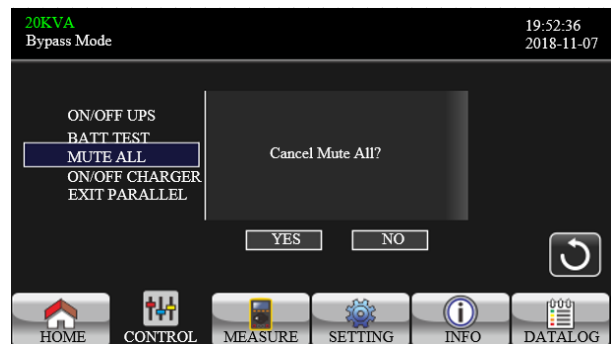 20KVA
Bypass Mode
19:52:36
2018-11-07
ON/OFF UPS
BATT TEST
MUTE ALL
ON/OFF CHARGER
EXIT PARALLEL
Cancel Mute All?
YES
NO
HOME
CONTROL
MEASURE
SETTING
INFO
DATALOG